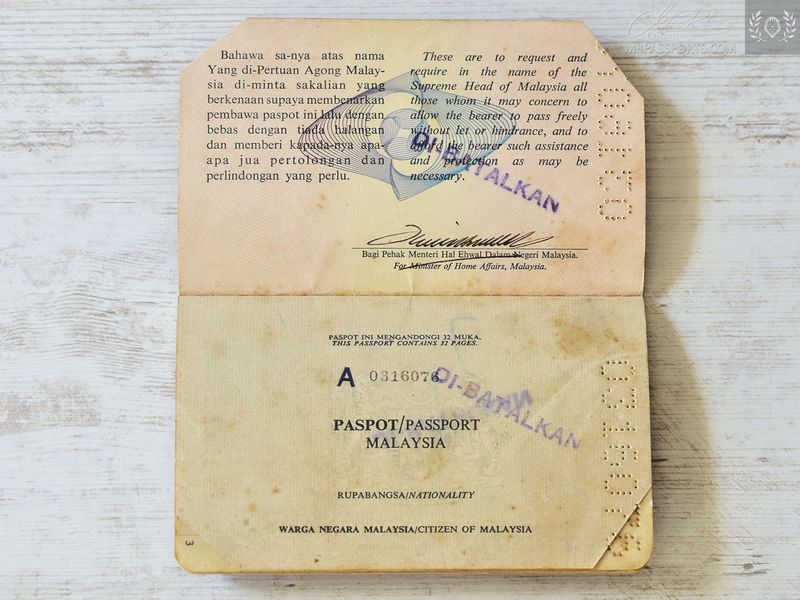 MRPASSPORTS.COM
Bahawa sa-nya atas nama
Yang di-Pertuan Agong Malay-
sia di-minta sakalian yang
berkenaan supaya membenarkan
pembawa paspot ini lalu dengan
bebas dengan tiada halangan
dan memberi kapada-nya apa-
apa jua pertolongan dan
perlindongan yang perlu.
These are to request and
require in the name of the
Supreme Head of Malaysia all
those whom it may concern to
allow the bearer to pass freely
without let or hindrance, and to
afford the bearer such assistance
and protection as may be
necessary.
DI-BATALKAN
Bagi Pehak Menteri Hal Ehwal Dalam Negeri Malaysia.
For Minister of Home Affairs, Malaysia.
PASPOT INI MENGANDONGI 32 MUKA.
THIS PASSPORT CONTAINS 32 PAGES.
A 0316076
DI-BATALKAN
PASPOT/PASSPORT
MALAYSIA
RUPABANGSA/NATIONALITY
WARGA NEGARA MALAYSIA/CITIZEN OF MALAYSIA
3